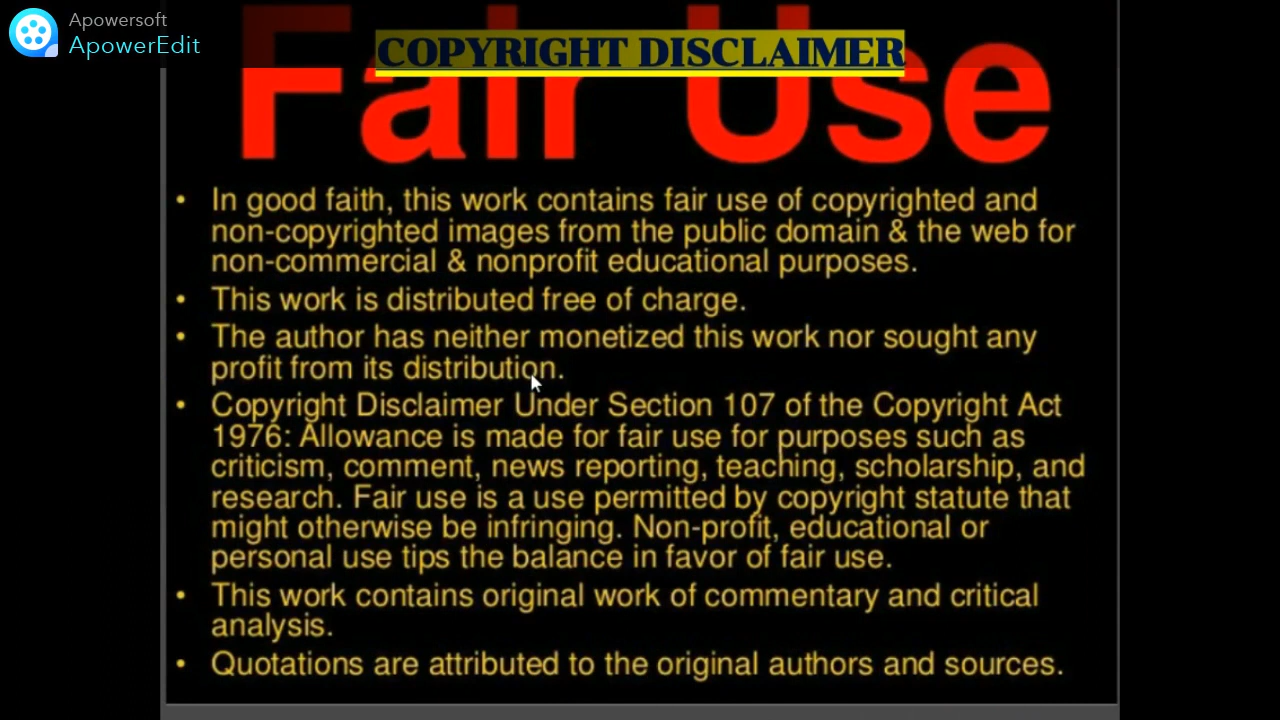 Apowersoft
ApowerEdit
COPYRIGHT DISCLAIMER
Fair Use
• In good faith, this work contains fair use of copyrighted and
non-copyrighted images from the public domain & the web for
non-commercial & nonprofit educational purposes.
• This work is distributed free of charge.
• The author has neither monetized this work nor sought any
profit from its distribution.
• Copyright Disclaimer Under Section 107 of the Copyright Act
1976: Allowance is made for fair use for purposes such as
criticism, comment, news reporting, teaching, scholarship, and
research. Fair use is a use permitted by copyright statute that
might otherwise be infringing. Non-profit, educational or
personal use tips the balance in favor of fair use.
• This work contains original work of commentary and critical
analysis.
• Quotations are attributed to the original authors and sources.